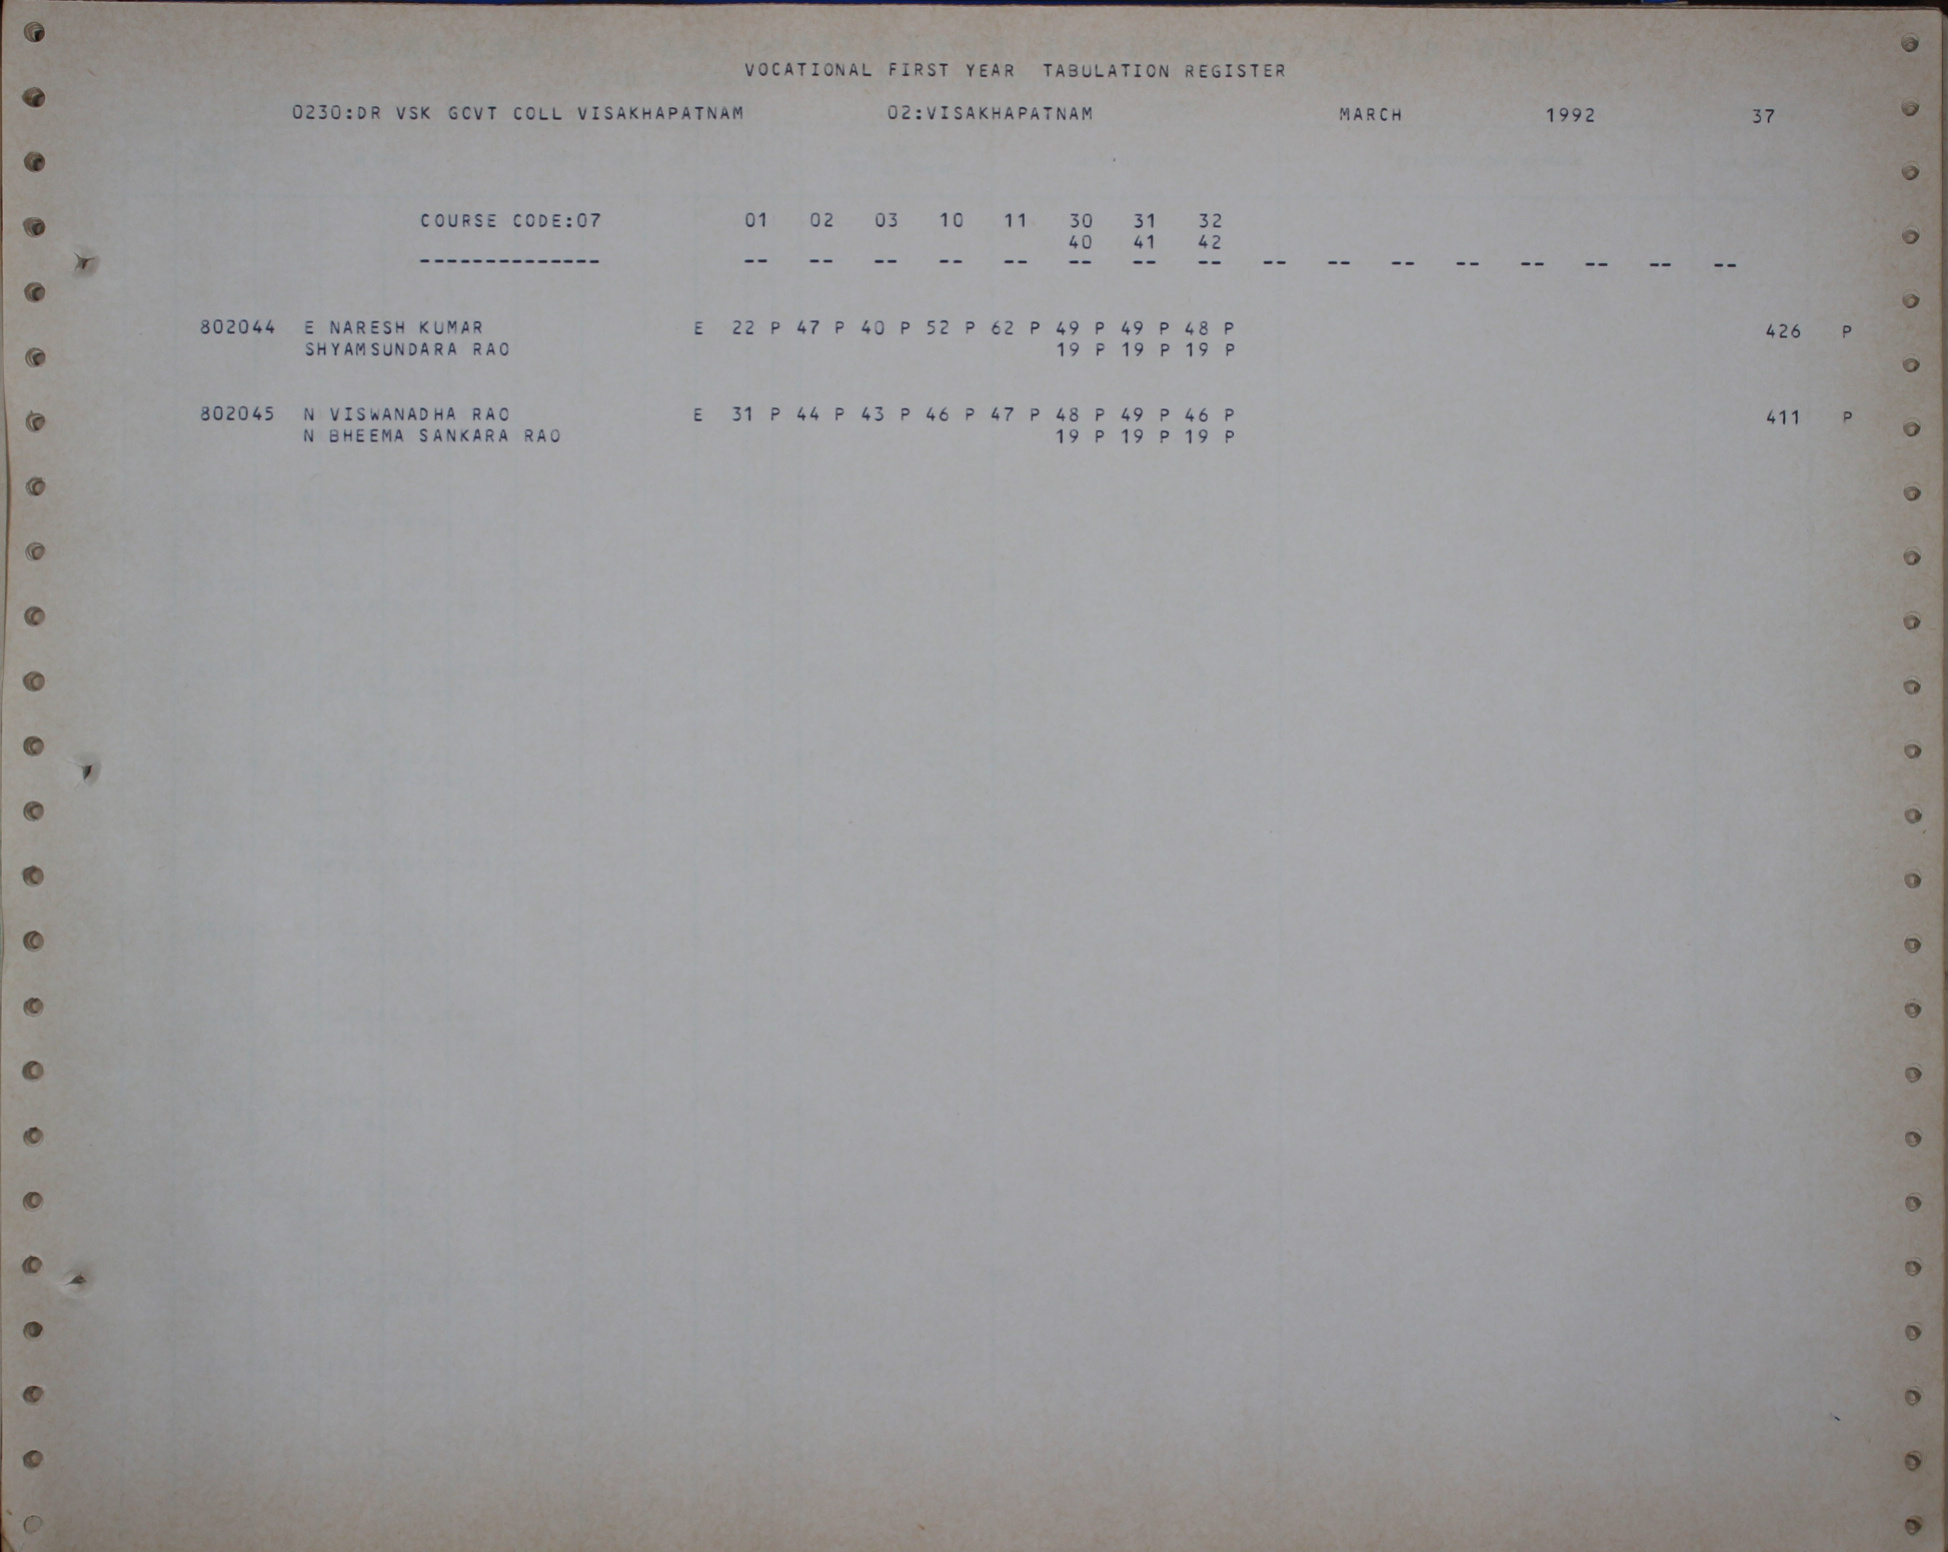 VOCATIONAL FIRST YEAR TABULATION REGISTER
0230:DR VSK GCVT COLL VISAKHAPATNAM 02:VISAKHAPATNAM MARCH 1992 37
COURSE CODE:07 01 02 03 10 11 30 31 32
40 41 42
-------------- -- -- -- -- -- -- -- -- -- -- -- -- -- -- -- --
802044 E NARESH KUMAR E 22 P 47 P 40 P 52 P 62 P 49 P 49 P 48 P 426 P
SHYAMSUNDARA RAO 19 P 19 P 19 P
802045 N VISWANADHA RAO E 31 P 44 P 43 P 46 P 47 P 48 P 49 P 46 P 411 P
N BHEEMA SANKARA RAO 19 P 19 P 19 P